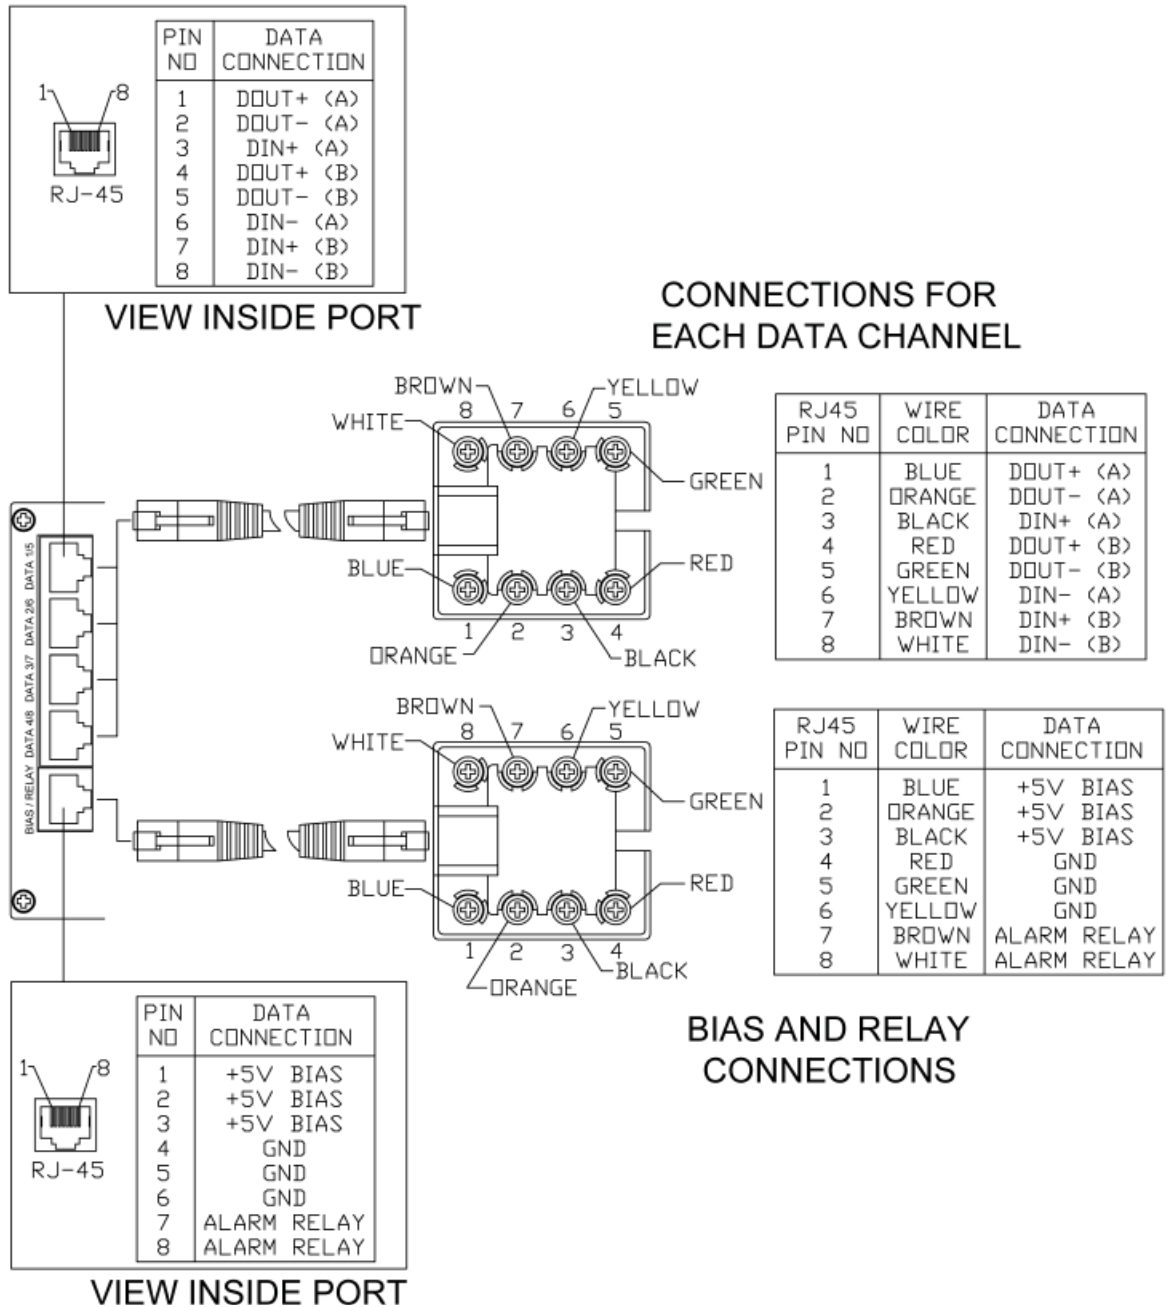 PIN NO DATA CONNECTION
1 DOUT+ (A)
2 DOUT- (A)
3 DIN+ (A)
4 DOUT+ (B)
5 DOUT- (B)
6 DIN- (A)
7 DIN+ (B)
8 DIN- (B)
1 8
RJ-45
VIEW INSIDE PORT
CONNECTIONS FOR
EACH DATA CHANNEL
BROWN YELLOW
8 7 6 5
WHITE
GREEN
BLUE RED
1 2 3 4
ORANGE BLACK
RJ45 PIN NO WIRE COLOR DATA CONNECTION
1 BLUE DOUT+ (A)
2 ORANGE DOUT- (A)
3 BLACK DIN+ (A)
4 RED DOUT+ (B)
5 GREEN DOUT- (B)
6 YELLOW DIN- (A)
7 BROWN DIN+ (B)
8 WHITE DIN- (B)
DATA 1/5
DATA 2/6
DATA 3/7
DATA 4/8
BIAS / RELAY
BROWN YELLOW
8 7 6 5
WHITE
GREEN
BLUE RED
1 2 3 4
ORANGE BLACK
RJ45 PIN NO WIRE COLOR DATA CONNECTION
1 BLUE +5V BIAS
2 ORANGE +5V BIAS
3 BLACK +5V BIAS
4 RED GND
5 GREEN GND
6 YELLOW GND
7 BROWN ALARM RELAY
8 WHITE ALARM RELAY
BIAS AND RELAY
CONNECTIONS
PIN NO DATA CONNECTION
1 +5V BIAS
2 +5V BIAS
3 +5V BIAS
4 GND
5 GND
6 GND
7 ALARM RELAY
8 ALARM RELAY
1 8
RJ-45
VIEW INSIDE PORT